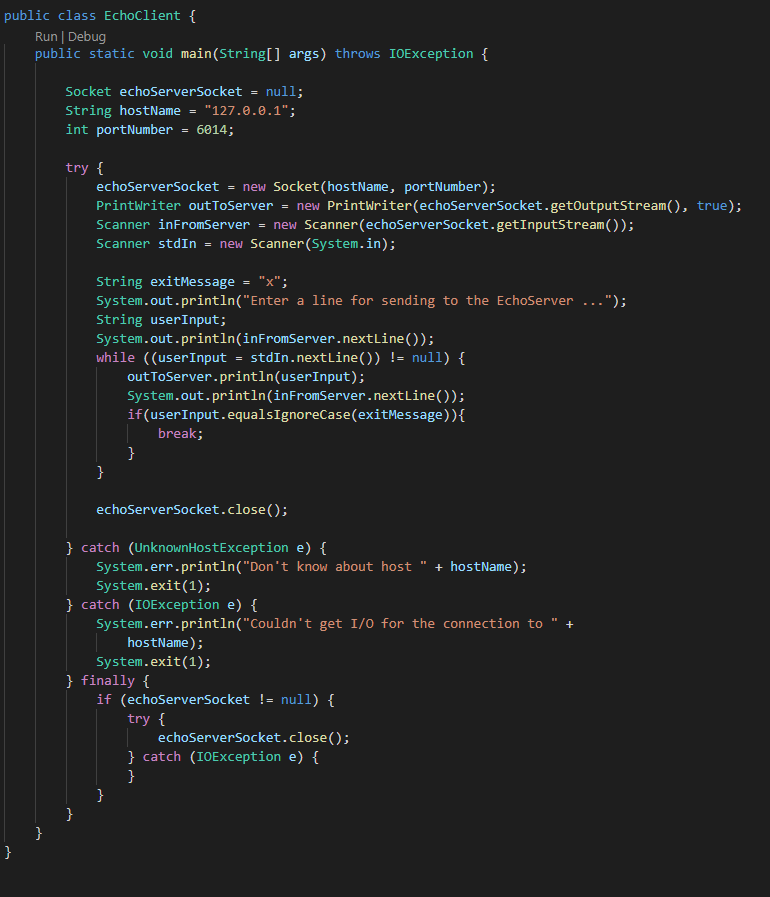 public class EchoClient {
Run | Debug
public static void main(String[] args) throws IOException {
Socket echoServerSocket = null;
String hostName = "127.0.0.1";
int portNumber = 6014;
try {
echoServerSocket = new Socket(hostName, portNumber);
PrintWriter outToServer = new PrintWriter(echoServerSocket.getOutputStream(), true);
Scanner inFromServer = new Scanner(echoServerSocket.getInputStream());
Scanner stdIn = new Scanner(System.in);
String exitMessage = "x";
System.out.println("Enter a line for sending to the EchoServer ...");
String userInput;
System.out.println(inFromServer.nextLine());
while ((userInput = stdIn.nextLine()) != null) {
outToServer.println(userInput);
System.out.println(inFromServer.nextLine());
if(userInput.equalsIgnoreCase(exitMessage)){
break;
}
}
echoServerSocket.close();
} catch (UnknownHostException e) {
System.err.println("Don't know about host " + hostName);
System.exit(1);
} catch (IOException e) {
System.err.println("Couldn't get I/O for the connection to " +
hostName);
System.exit(1);
} finally {
if (echoServerSocket != null) {
try {
echoServerSocket.close();
} catch (IOException e) {
}
}
}
}
}